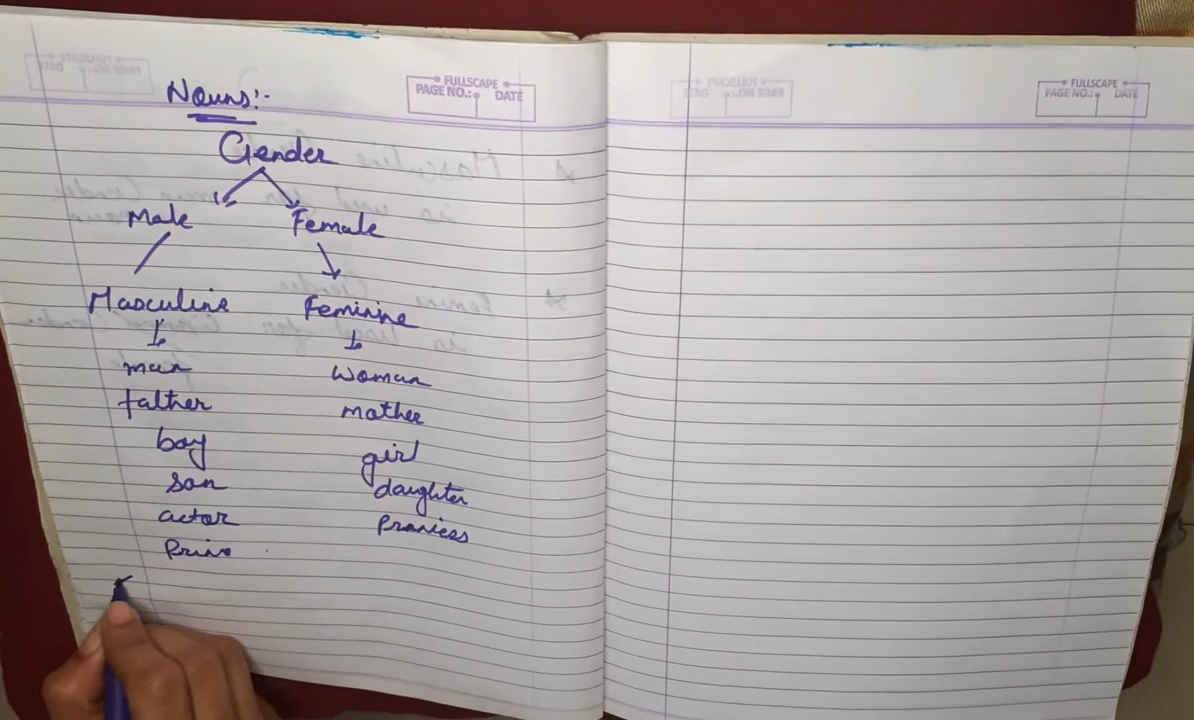 Nouns:-
FULLSCAPE
PAGE NO.: DATE
FULLSCAPE
PAGE NO.: DATE
Gender
Male Female
Masculine Feminine
man woman
father mother
boy girl
son daughter
actor